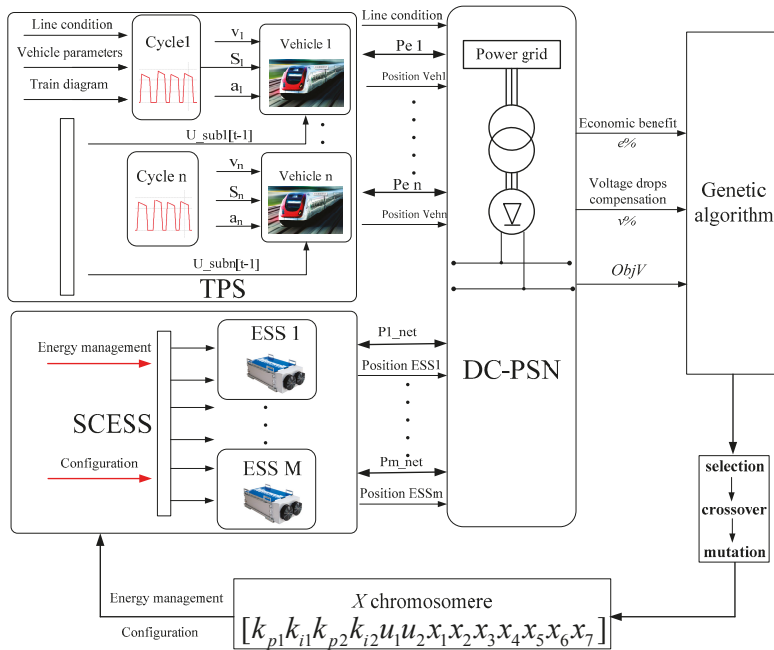 Line condition
Vehicle parameters
Train diagram
Cycle1
v1
S1
a1
Vehicle 1
U_sub1[t-1]
Cycle n
vn
Sn
an
Vehicle n
U_subn[t-1]
TPS
Line condition
Pe 1
Position Veh1
Pe n
Position Vehn
Power grid
DC-PSN
Economic benefit
e%
Voltage drops
compensation
v%
ObjV
Genetic
algorithm
Energy management
SCESS
Configuration
ESS 1
ESS M
P1_net
Position ESS1
Pm_net
Position ESSm
selection
crossover
mutation
Energy management
Configuration
X chromosomere
[kp1ki1kp2ki2u1u2x1x2x3x4x5x6x7]